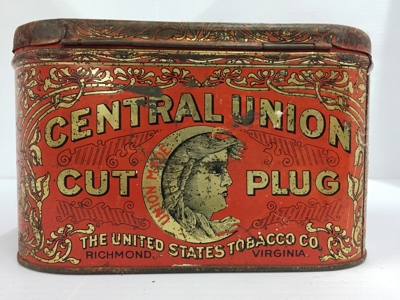 CENTRAL UNION
UNION MADE
CUT PLUG
THE UNITED STATES TOBACCO CO.
RICHMOND, VIRGINIA.